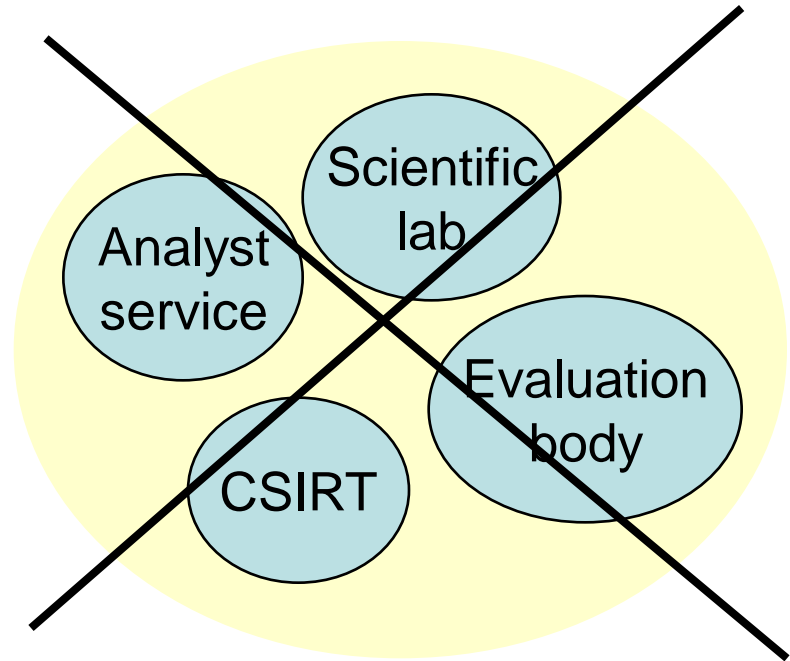 Scientific
lab
Analyst
service
Evaluation
body
CSIRT